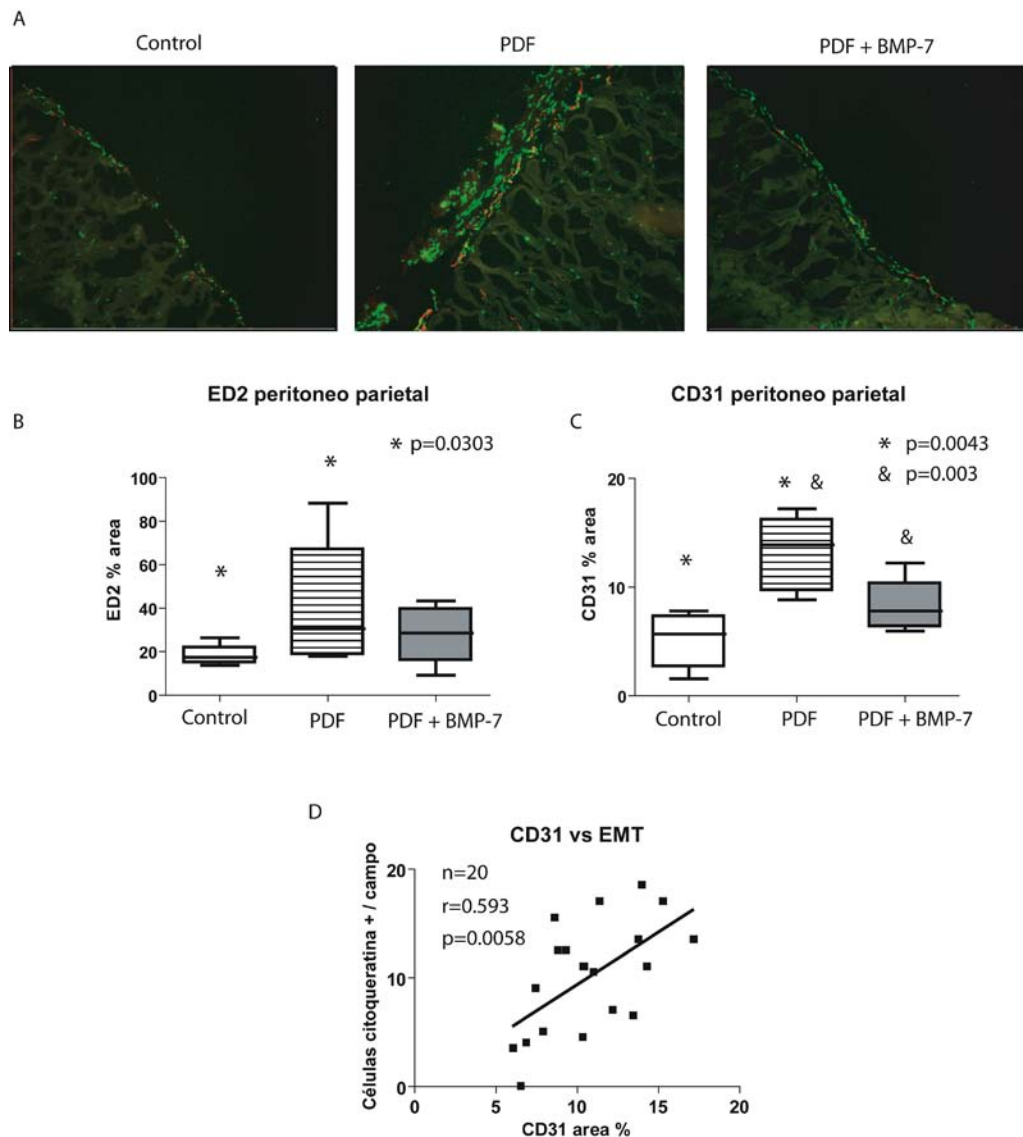 A
Control
PDF
PDF + BMP-7
ED2 peritoneo parietal
B
* p=0.0303
*
*
ED2 % area
100
80
60
40
20
0
Control
PDF
PDF + BMP-7
CD31 peritoneo parietal
C
* p=0.0043
& p=0.003
* &
&
*
CD31 % area
20
10
0
Control
PDF
PDF + BMP-7
D
CD31 vs EMT
n=20
r=0.593
p=0.0058
Células citoqueratina + / campo
20
10
0
0
5
10
15
20
CD31 area %